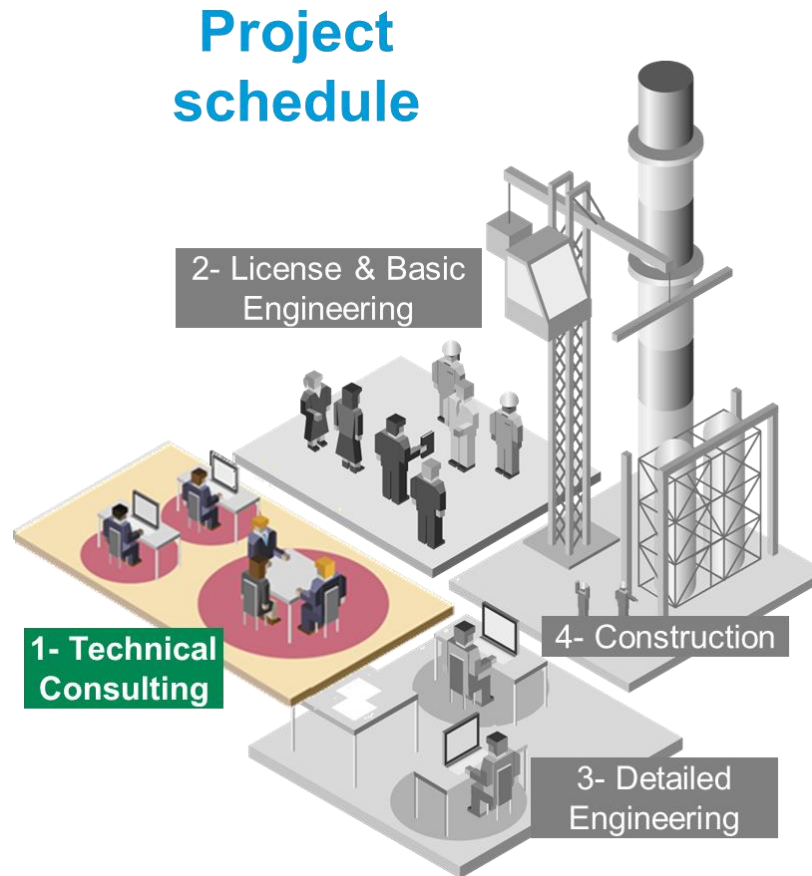 Project
schedule
2- License & Basic
Engineering
1- Technical
Consulting
4- Construction
3- Detailed
Engineering